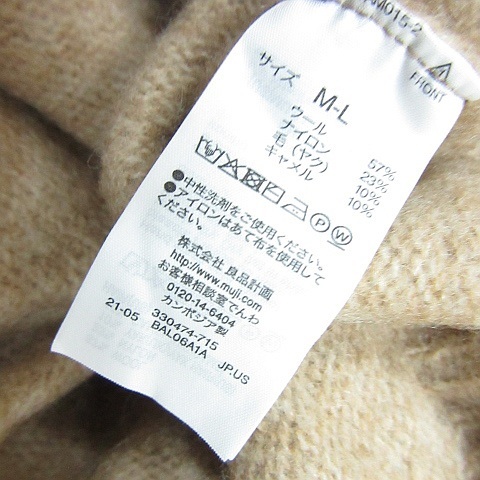 AM015-2
FRONT
サイズ M-L
ウール 57%
ナイロン 23%
毛(ヤク) 10%
キャメル 10%
P W
●中性洗剤をご使用ください。
●アイロンはあて布を使用して
ください。
株式会社 良品計画
http://www.muji.com
お客様相談室でんわ
0120-14-6404
カンボジア製
21-05 330474-715
BAL06A1A JP.US